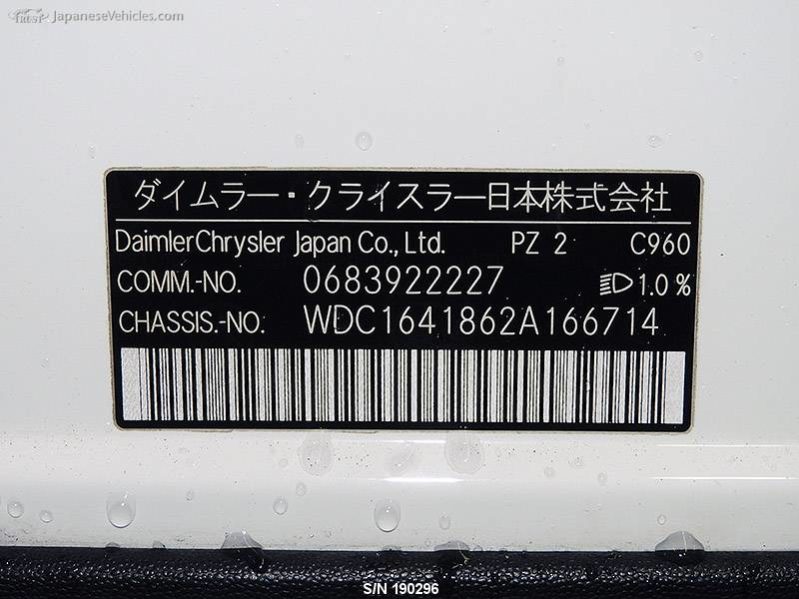 TRUST JapaneseVehicles.com
ダイムラー・クライスラー日本株式会社
DaimlerChrysler Japan Co., Ltd. PZ 2 C960
COMM.-NO. 0683922227 1.0 %
CHASSIS.-NO. WDC1641862A166714
S/N 190296